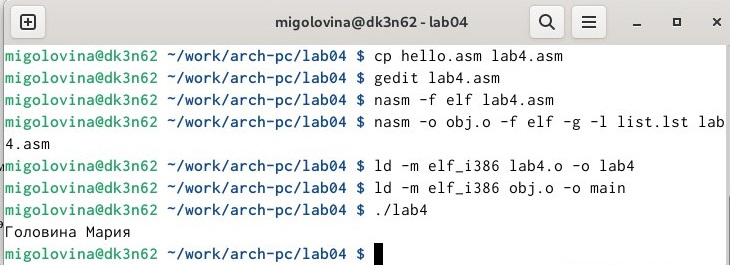 migolovina@dk3n62 - lab04
migolovina@dk3n62 ~/work/arch-pc/lab04 $ cp hello.asm lab4.asm
migolovina@dk3n62 ~/work/arch-pc/lab04 $ gedit lab4.asm
migolovina@dk3n62 ~/work/arch-pc/lab04 $ nasm -f elf lab4.asm
migolovina@dk3n62 ~/work/arch-pc/lab04 $ nasm -o obj.o -f elf -g -l list.lst lab
4.asm
migolovina@dk3n62 ~/work/arch-pc/lab04 $ ld -m elf_i386 lab4.o -o lab4
migolovina@dk3n62 ~/work/arch-pc/lab04 $ ld -m elf_i386 obj.o -o main
migolovina@dk3n62 ~/work/arch-pc/lab04 $ ./lab4
Головина Мария
migolovina@dk3n62 ~/work/arch-pc/lab04 $